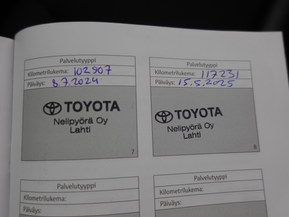 Palvelutyyppi
Kilometrilukema: 102907
Päiväys: 8.7.2024
TOYOTA
Nelipyörä Oy
Lahti
7
Palvelutyyppi
Kilometrilukema: 117231
Päiväys: 15.5.2025
TOYOTA
Nelipyörä Oy
Lahti
8
Palvelutyyppi
Kilometrilukema:
Päiväys:
Palvelutyyppi
Kilometrilukema:
Päiväys: